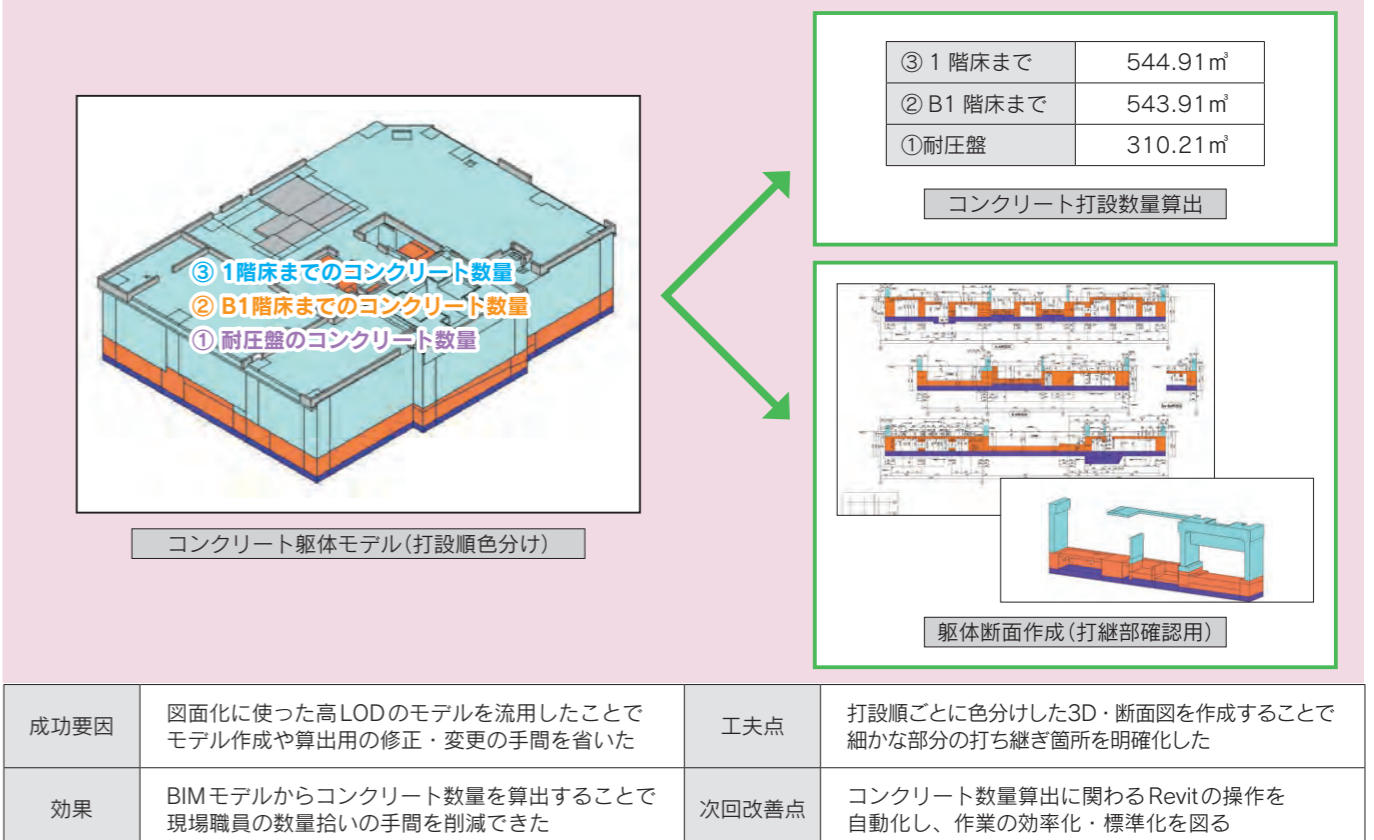 ③ 1階床までのコンクリート数量
② B1階床までのコンクリート数量
① 耐圧盤のコンクリート数量
コンクリート躯体モデル(打設順色分け)
③ 1 階床まで 544.91㎥
② B1 階床まで 543.91㎥
①耐圧盤 310.21㎥
コンクリート打設数量算出
躯体断面作成(打継部確認用)
成功要因
図面化に使った高LODのモデルを流用したことで
モデル作成や算出用の修正・変更の手間を省いた
工夫点
打設順ごとに色分けした3D・断面図を作成することで
細かな部分の打ち継ぎ箇所を明確化した
効果
BIMモデルからコンクリート数量を算出することで
現場職員の数量拾いの手間を削減できた
次回改善点
コンクリート数量算出に関わるRevitの操作を
自動化し、作業の効率化・標準化を図る